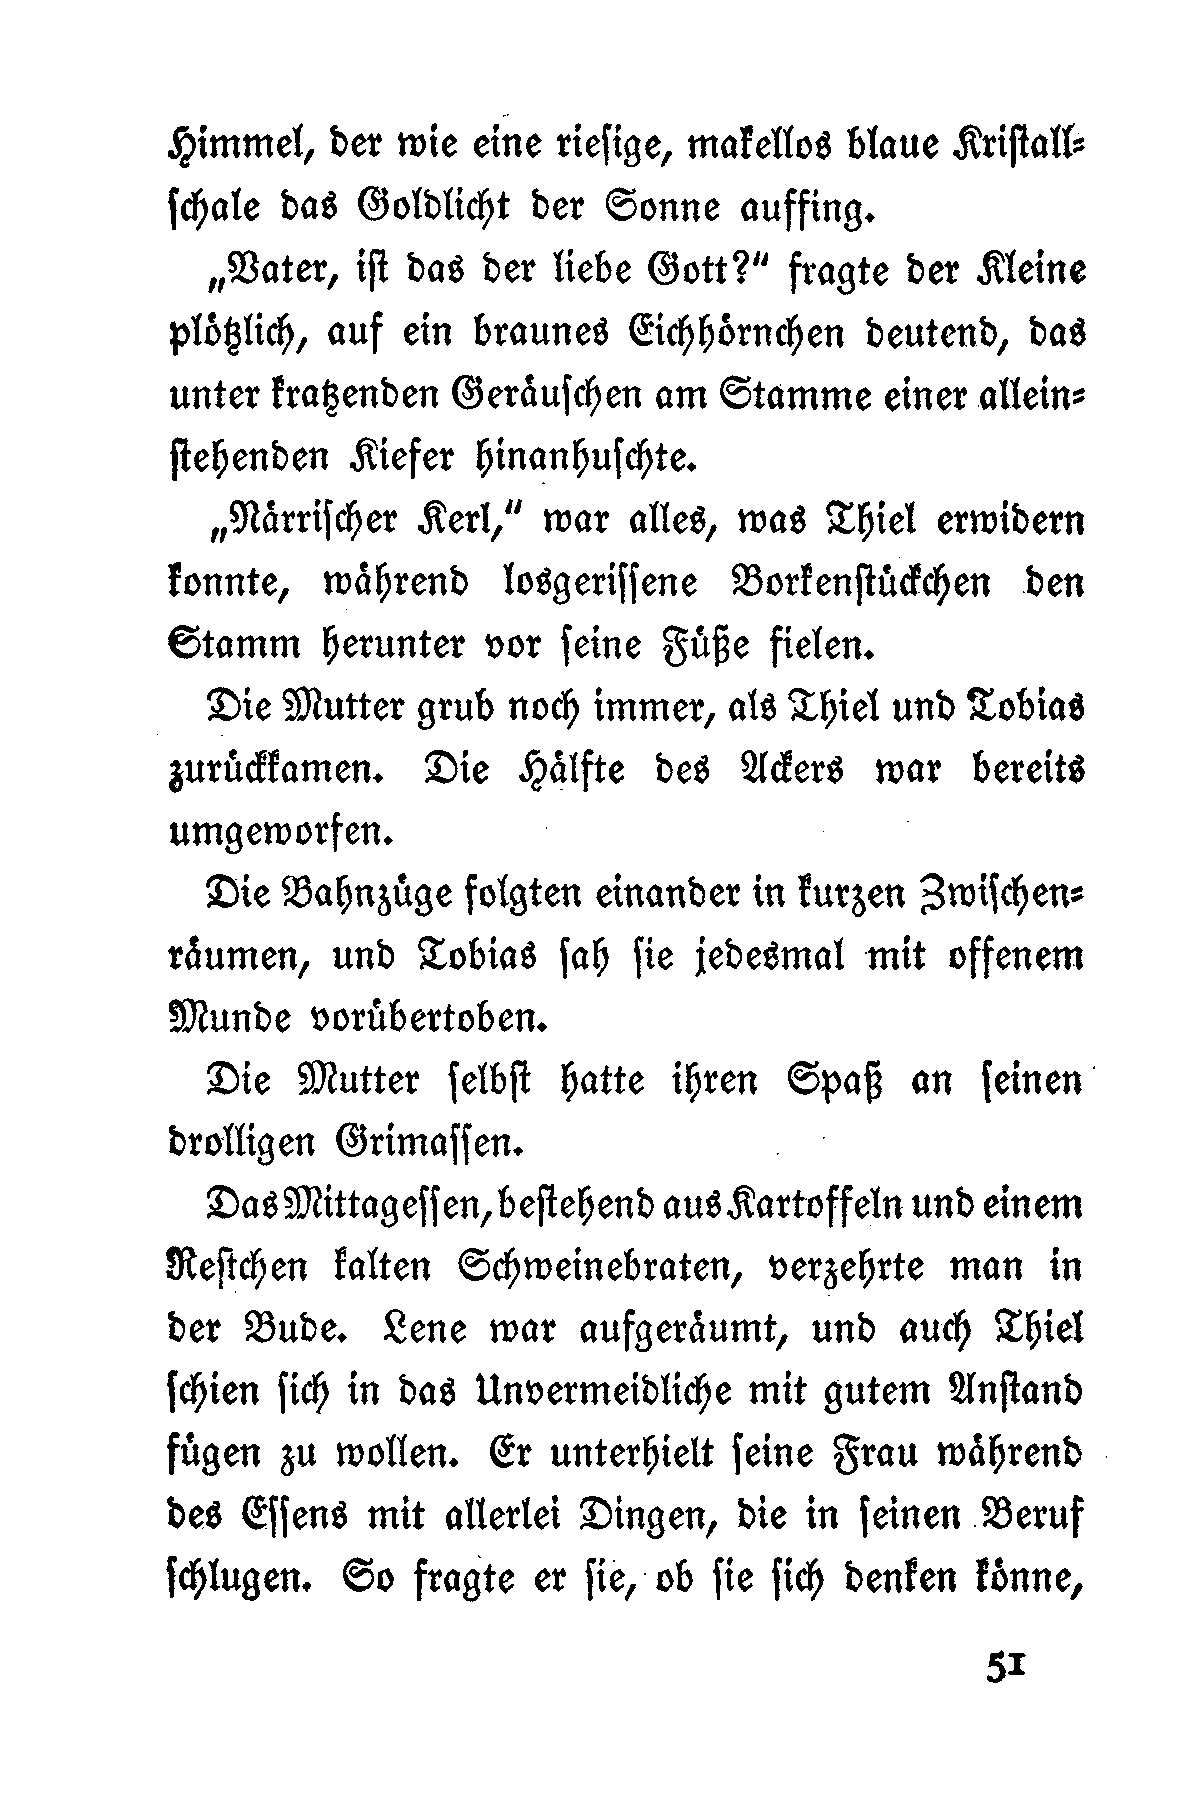 Himmel, der wie eine riesige, makellos blaue Kristall-
schale das Goldlicht der Sonne auffing.
„Vater, ist das der liebe Gott?“ fragte der Kleine
plötzlich, auf ein braunes Eichhörnchen deutend, das
unter kratzenden Geräuschen am Stamme einer allein-
stehenden Kiefer hinanhuschte.
„Närrischer Kerl,“ war alles, was Thiel erwidern
konnte, während losgerissene Borkenstückchen den
Stamm herunter vor seine Füße fielen.
Die Mutter grub noch immer, als Thiel und Tobias
zurückkamen. Die Hälfte des Ackers war bereits
umgeworfen.
Die Bahnzüge folgten einander in kurzen Zwischen-
räumen, und Tobias sah sie jedesmal mit offenem
Munde vorübertoben.
Die Mutter selbst hatte ihren Spaß an seinen
drolligen Grimassen.
Das Mittagessen, bestehend aus Kartoffeln und einem
Restchen kalten Schweinebraten, verzehrte man in
der Bude. Lene war aufgeräumt, und auch Thiel
schien sich in das Unvermeidliche mit gutem Anstand
fügen zu wollen. Er unterhielt seine Frau während
des Essens mit allerlei Dingen, die in seinen Beruf
schlugen. So fragte er sie, ob sie sich denken könne,
51